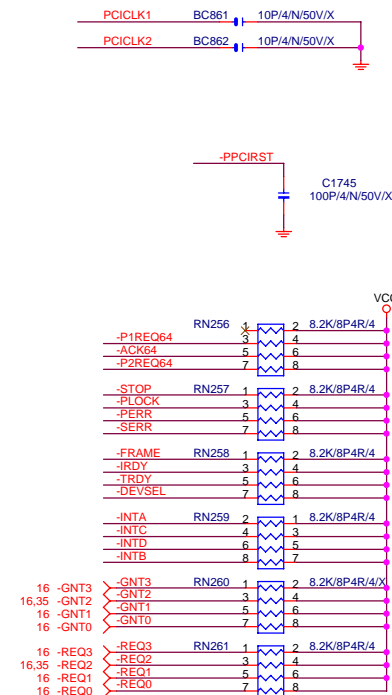 PCICLK1 BC861 10P/4/N/50V/X
PCICLK2 BC862 10P/4/N/50V/X
-PPCIRST
C1745
100P/4/N/50V/X
RN256 1 2 8.2K/8P4R/4
-P1REQ64 3 4
-ACK64 5 6
-P2REQ64 7 8
-STOP RN257 1 2 8.2K/8P4R/4
-PLOCK 3 4
-PERR 5 6
-SERR 7 8
-FRAME RN258 1 2 8.2K/8P4R/4
-IRDY 3 4
-TRDY 5 6
-DEVSEL 7 8
-INTA RN259 2 1 8.2K/8P4R/4
-INTC 4 3
-INTD 6 5
-INTB 8 7
16 -GNT3 -GNT3 RN260 1 2 8.2K/8P4R/4/X
16,35 -GNT2 -GNT2 3 4
16 -GNT1 -GNT1 5 6
16 -GNT0 -GNT0 7 8
16 -REQ3 -REQ3 RN261 1 2 8.2K/8P4R/4
16,35 -REQ2 -REQ2 3 4
16 -REQ1 -REQ1 5 6
16 -REQ0 -REQ0 7 8